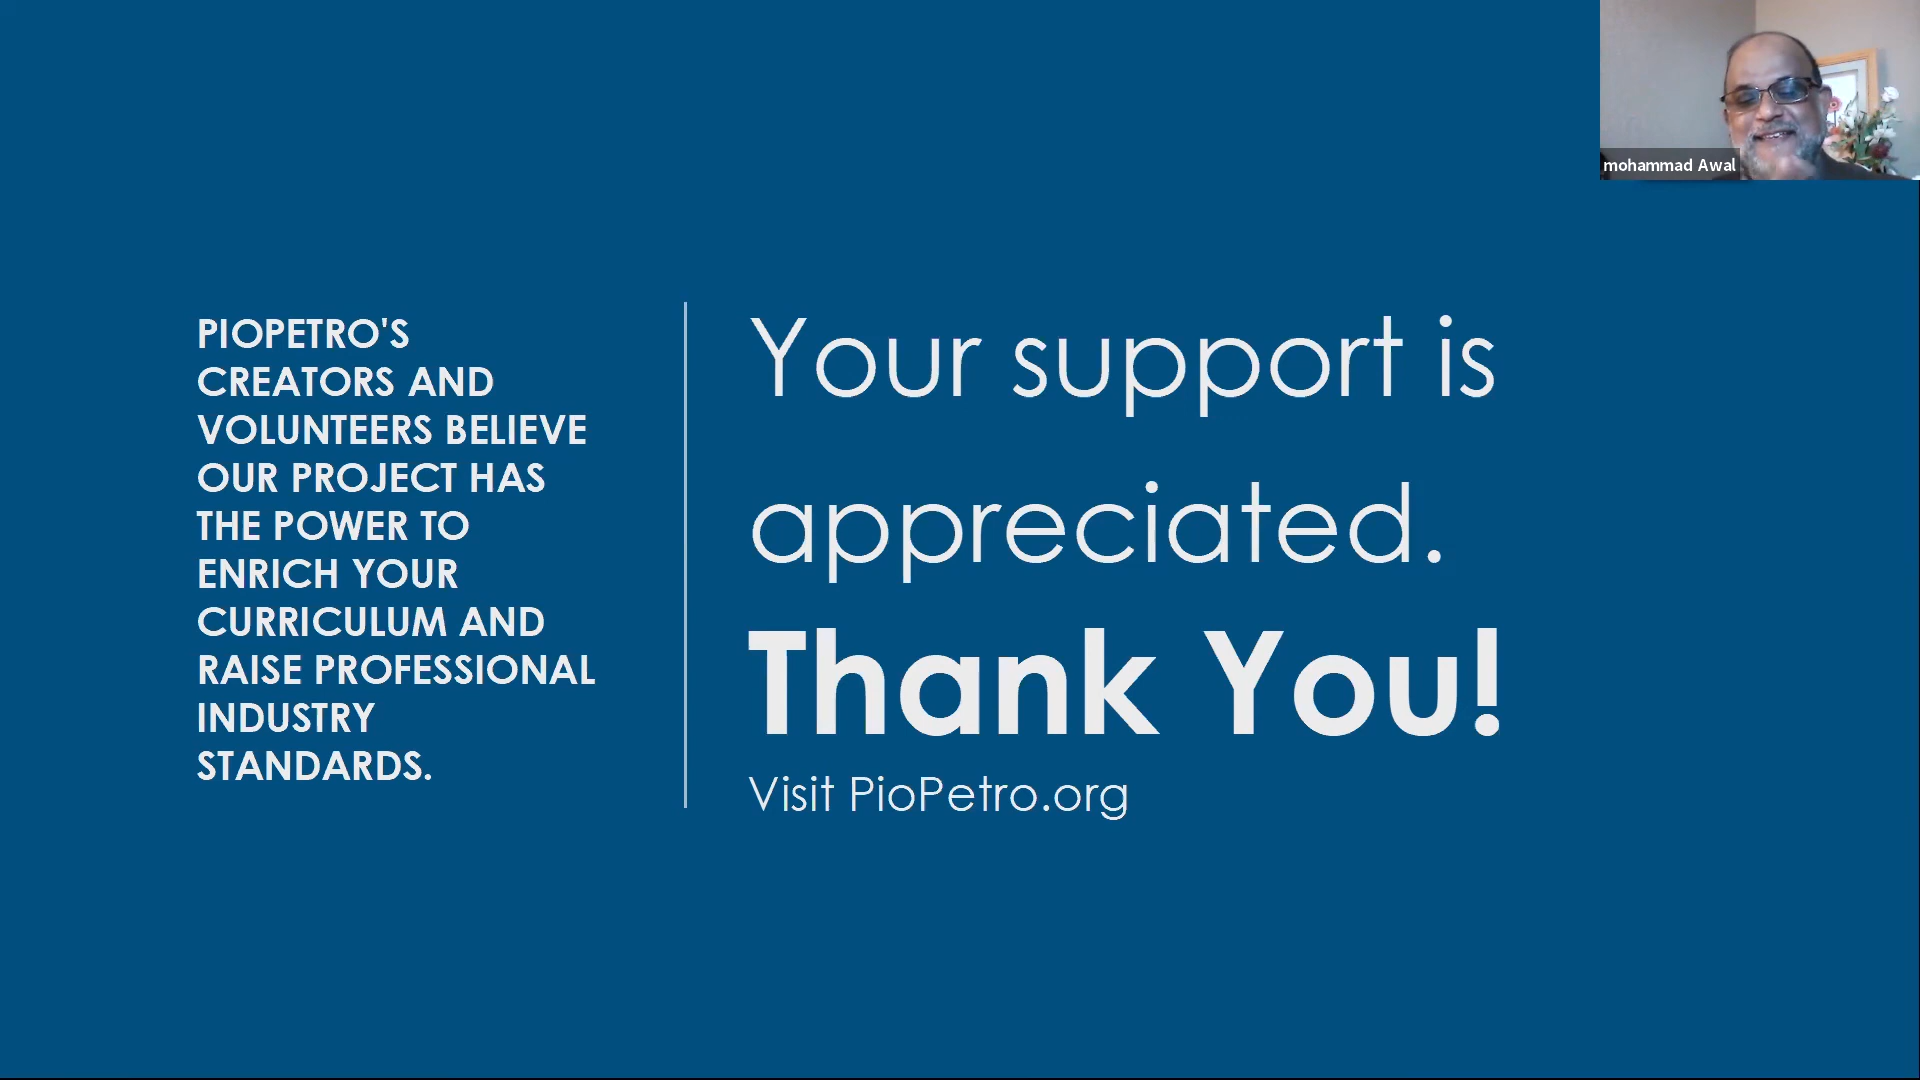 mohammad Awal
PIOPETRO'S
CREATORS AND
VOLUNTEERS BELIEVE
OUR PROJECT HAS
THE POWER TO
ENRICH YOUR
CURRICULUM AND
RAISE PROFESSIONAL
INDUSTRY
STANDARDS.
Your support is
appreciated.
Thank You!
Visit PioPetro.org